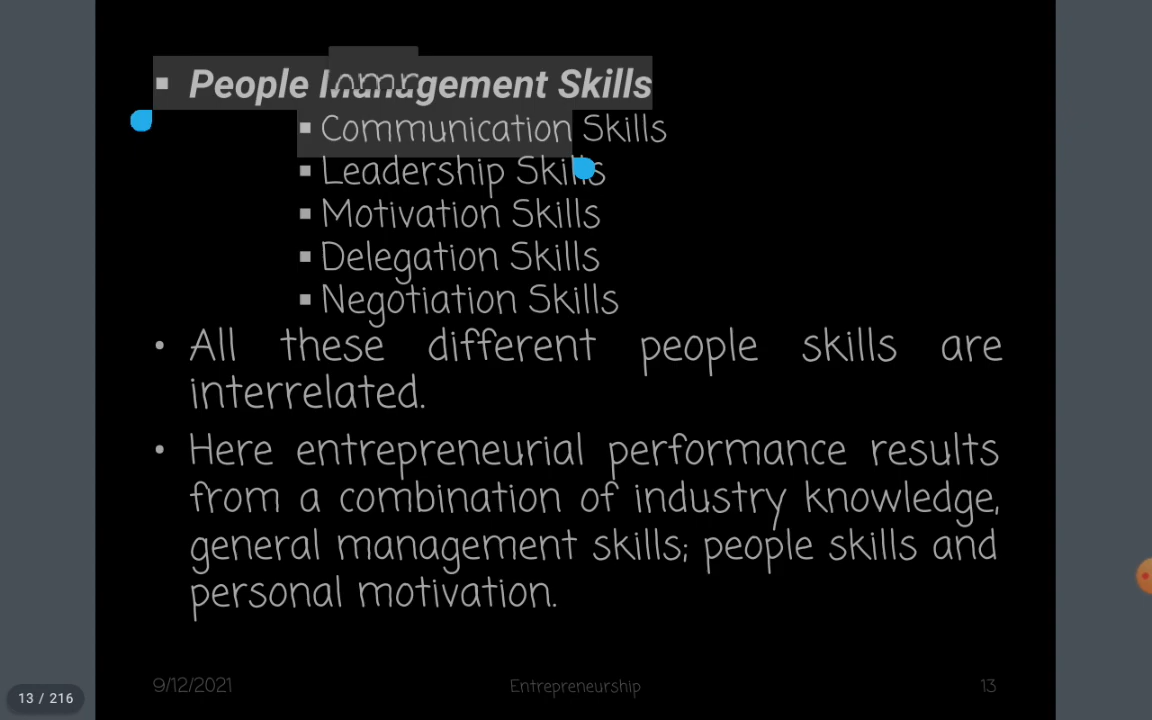 ▪ People Management Skills
▪ Communication Skills
▪ Leadership Skills
▪ Motivation Skills
▪ Delegation Skills
▪ Negotiation Skills
• All these different people skills are
interrelated.
• Here entrepreneurial performance results
from a combination of industry knowledge,
general management skills; people skills and
personal motivation.
9/12/2021 Entrepreneurship 13
13 / 216